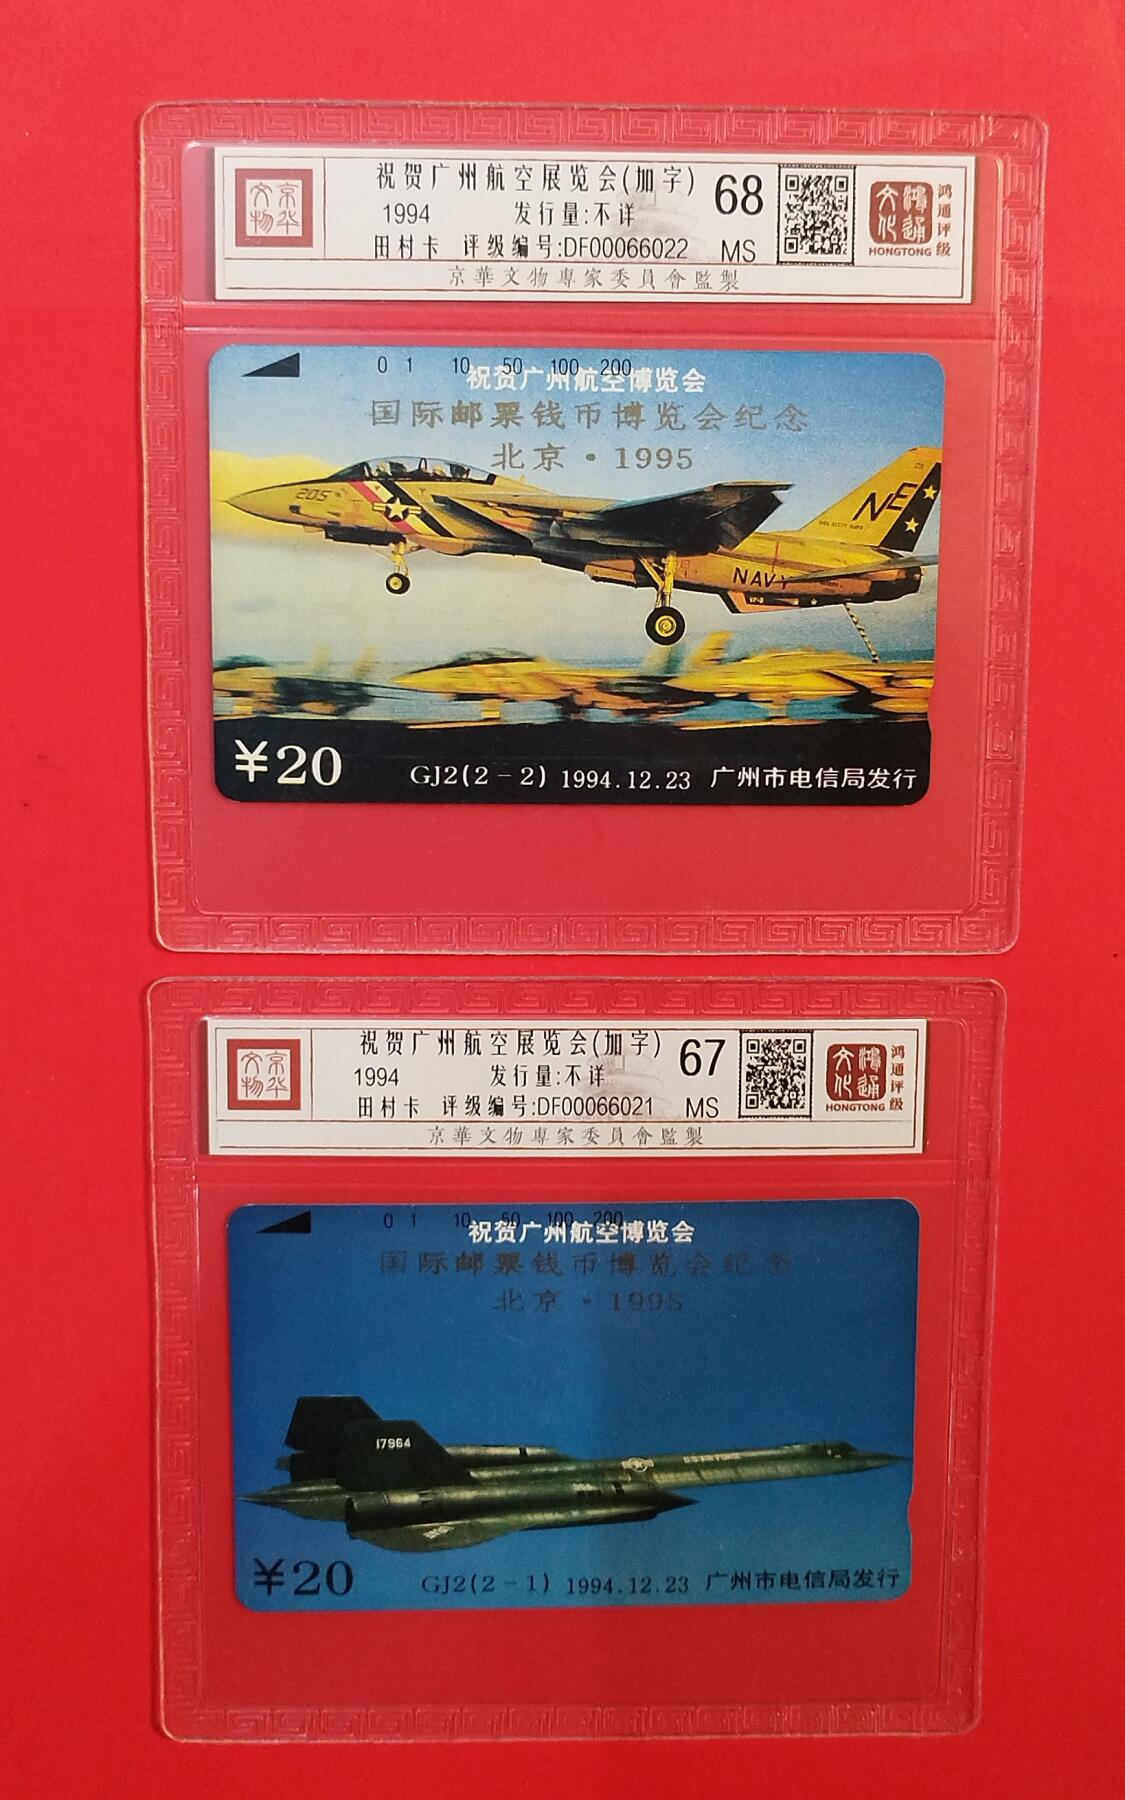 京华文物
祝贺广州航空展览会(加字)
1994 发行量:不详
田村卡 评级编号:DF00066022
68
MS
鸿通文化
HONGTONG
鸿通评级
京華文物專家委員會監製
0 1 10 50 100 200
祝贺广州航空博览会
国际邮票钱币博览会纪念
北京·1995
205
NE
NAVY
¥20
GJ2(2-2) 1994.12.23 广州市电信局发行
京华文物
祝贺广州航空展览会(加字)
1994 发行量:不详
田村卡 评级编号:DF00066021
67
MS
鸿通文化
HONGTONG
鸿通评级
京華文物專家委員會監製
0 1 10 50 100 200
祝贺广州航空博览会
国际邮票钱币博览会纪念
北京·1995
17964
U.S. AIR FORCE
¥20
GJ2(2-1) 1994.12.23 广州市电信局发行